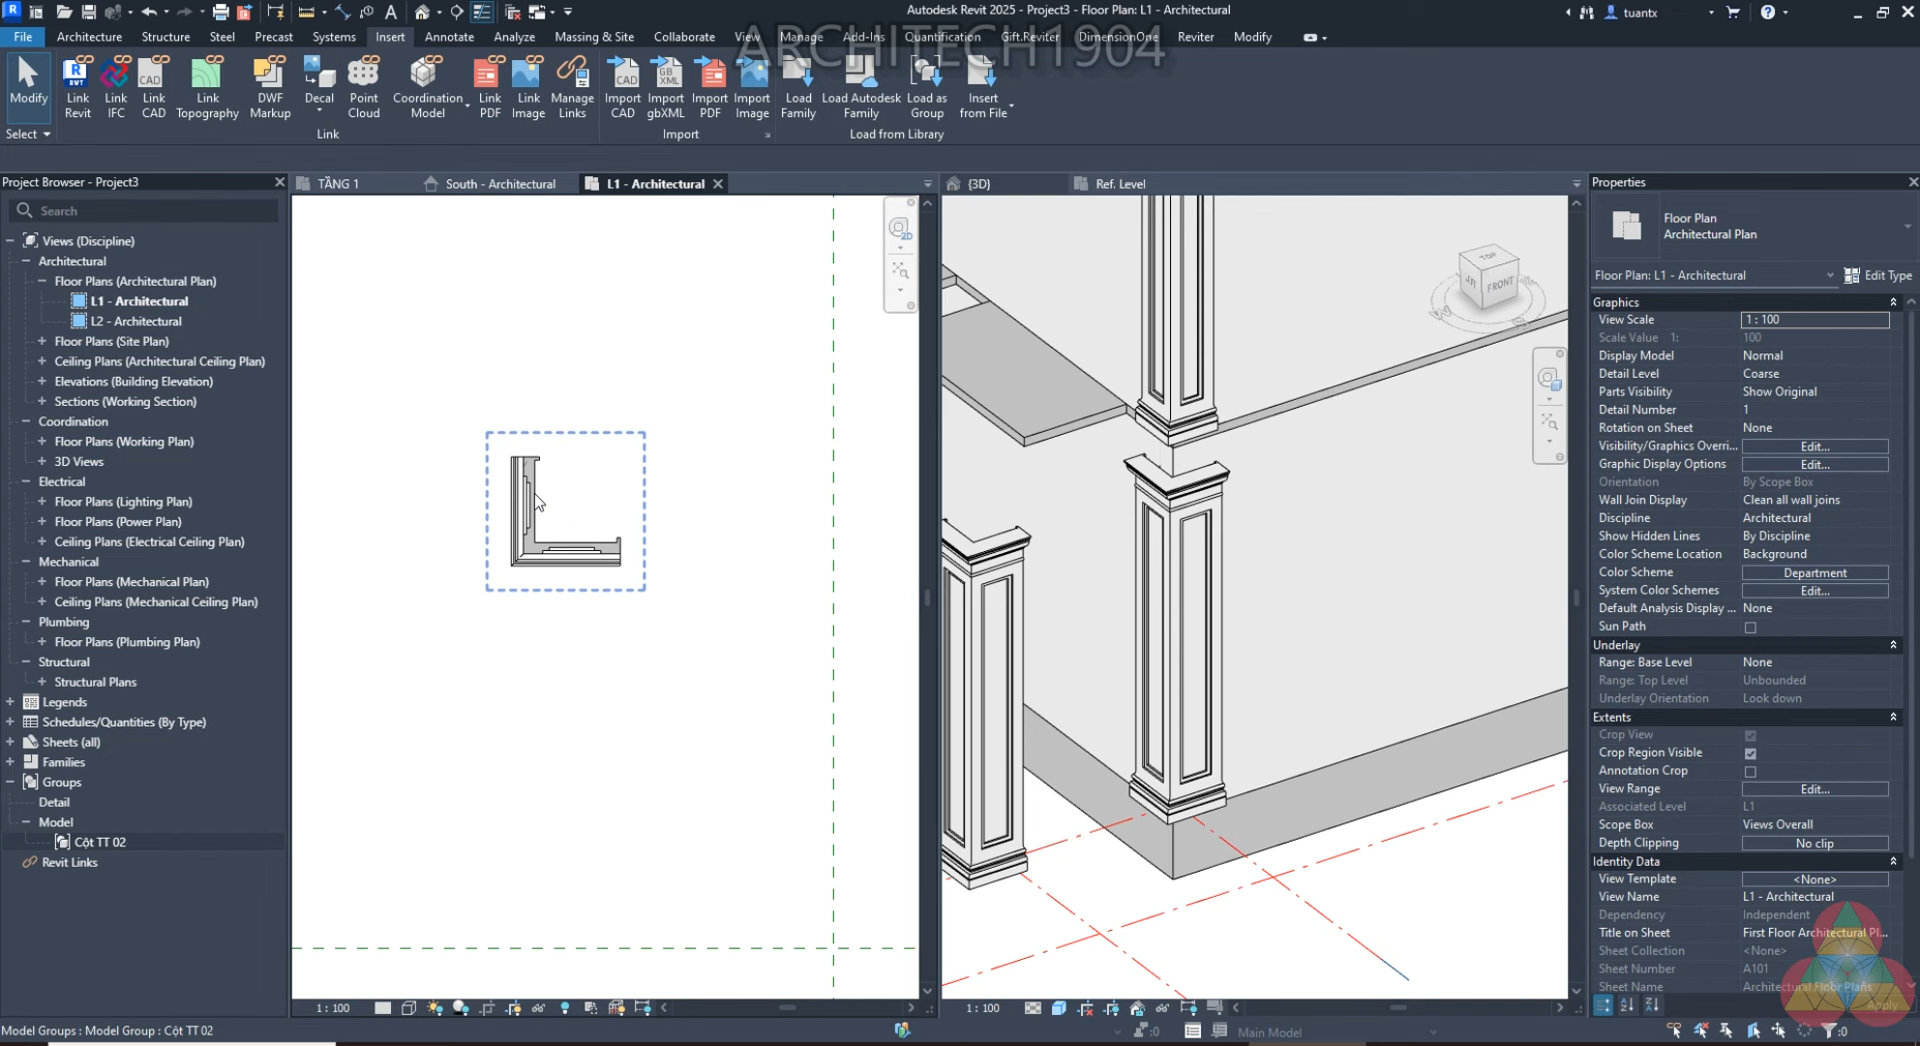 Autodesk Revit 2025 - Project3 - Floor Plan: L1 - Architectural
tuantx
File Architecture Structure Steel Precast Systems Insert Annotate Analyze Massing & Site Collaborate View Manage Add-Ins Quantification Gift.Reviter DimensionOne Reviter Modify
ARCHITECH1904
Modify
Link Revit
Link IFC
Link CAD
Link Topography
DWF Markup
Decal
Point Cloud
Coordination Model
Link PDF
Link Image
Manage Links
Import CAD
Import gbXML
Import PDF
Import Image
Load Family
Load Autodesk Family
Load as Group
Insert from File
Select
Link
Import
Load from Library
Project Browser - Project3
TẦNG 1
South - Architectural
L1 - Architectural
{3D}
Ref. Level
Properties
Search
Views (Discipline)
Architectural
Floor Plans (Architectural Plan)
L1 - Architectural
L2 - Architectural
Floor Plans (Site Plan)
Ceiling Plans (Architectural Ceiling Plan)
Elevations (Building Elevation)
Sections (Working Section)
Coordination
Floor Plans (Working Plan)
3D Views
Electrical
Floor Plans (Lighting Plan)
Floor Plans (Power Plan)
Ceiling Plans (Electrical Ceiling Plan)
Mechanical
Floor Plans (Mechanical Plan)
Ceiling Plans (Mechanical Ceiling Plan)
Plumbing
Floor Plans (Plumbing Plan)
Structural
Structural Plans
Legends
Schedules/Quantities (By Type)
Sheets (all)
Families
Groups
Detail
Model
Cột TT 02
Revit Links
2D
TOP
FRONT
Floor Plan
Architectural Plan
Floor Plan: L1 - Architectural
Edit Type
Graphics
View Scale 1 : 100
Scale Value 1: 100
Display Model Normal
Detail Level Coarse
Parts Visibility Show Original
Detail Number 1
Rotation on Sheet None
Visibility/Graphics Overri... Edit...
Graphic Display Options Edit...
Orientation By Scope Box
Wall Join Display Clean all wall joins
Discipline Architectural
Show Hidden Lines By Discipline
Color Scheme Location Background
Color Scheme Department
System Color Schemes Edit...
Default Analysis Display ... None
Sun Path
Underlay
Range: Base Level None
Range: Top Level Unbounded
Underlay Orientation Look down
Extents
Crop View
Crop Region Visible
Annotation Crop
View Range Edit...
Associated Level L1
Scope Box Views Overall
Depth Clipping No clip
Identity Data
View Template <None>
View Name L1 - Architectural
Dependency Independent
Title on Sheet First Floor Architectural Pl...
Sheet Collection <None>
Sheet Number A101
Sheet Name Architectural Floor Plans
Apply
1 : 100
1 : 100
Model Groups : Model Group : Cột TT 02
:0
Main Model
:0